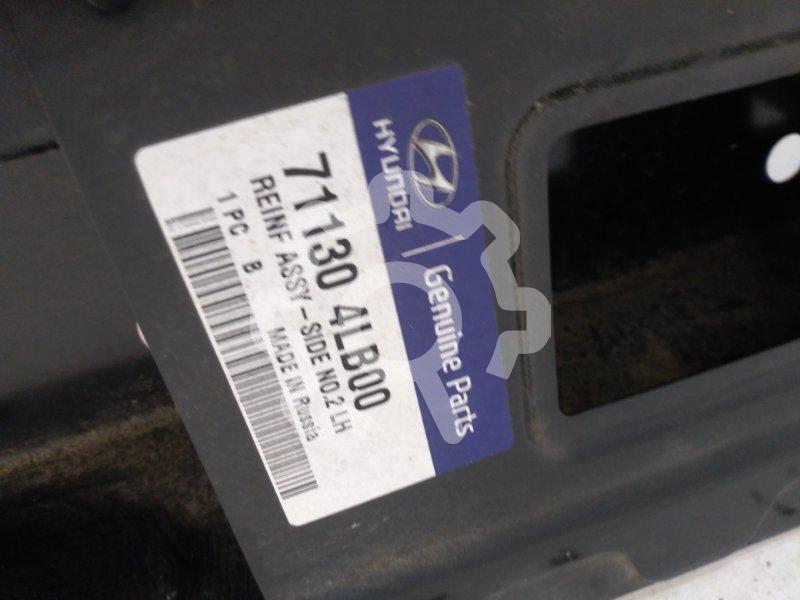 HYUNDAI | Genuine Parts
71130 4LB00
REINF ASSY-SIDE NO.2 LH
1 PC B MADE IN Russia